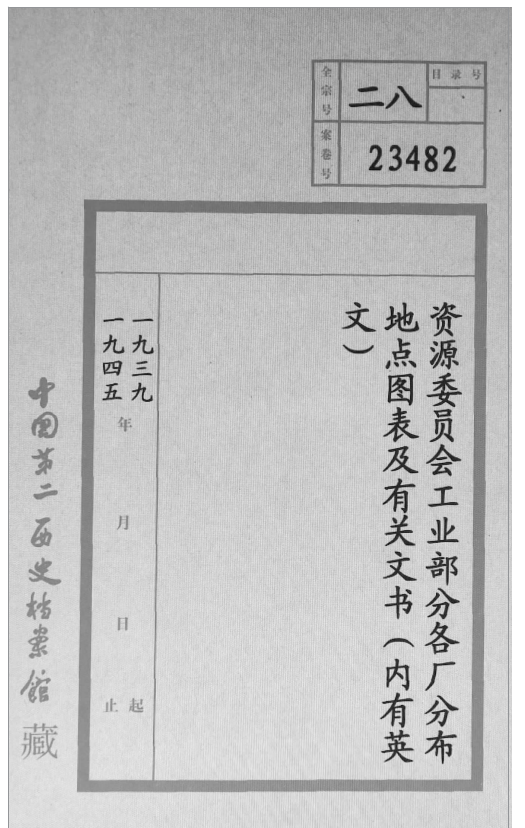 全宗号
二八
目录号
案卷号
23482
资源委员会工业部分各厂分布
地点图表及有关文书（内有英
文）
一九三九
一九四五
年
月
日
起
止
中国第二历史档案馆藏